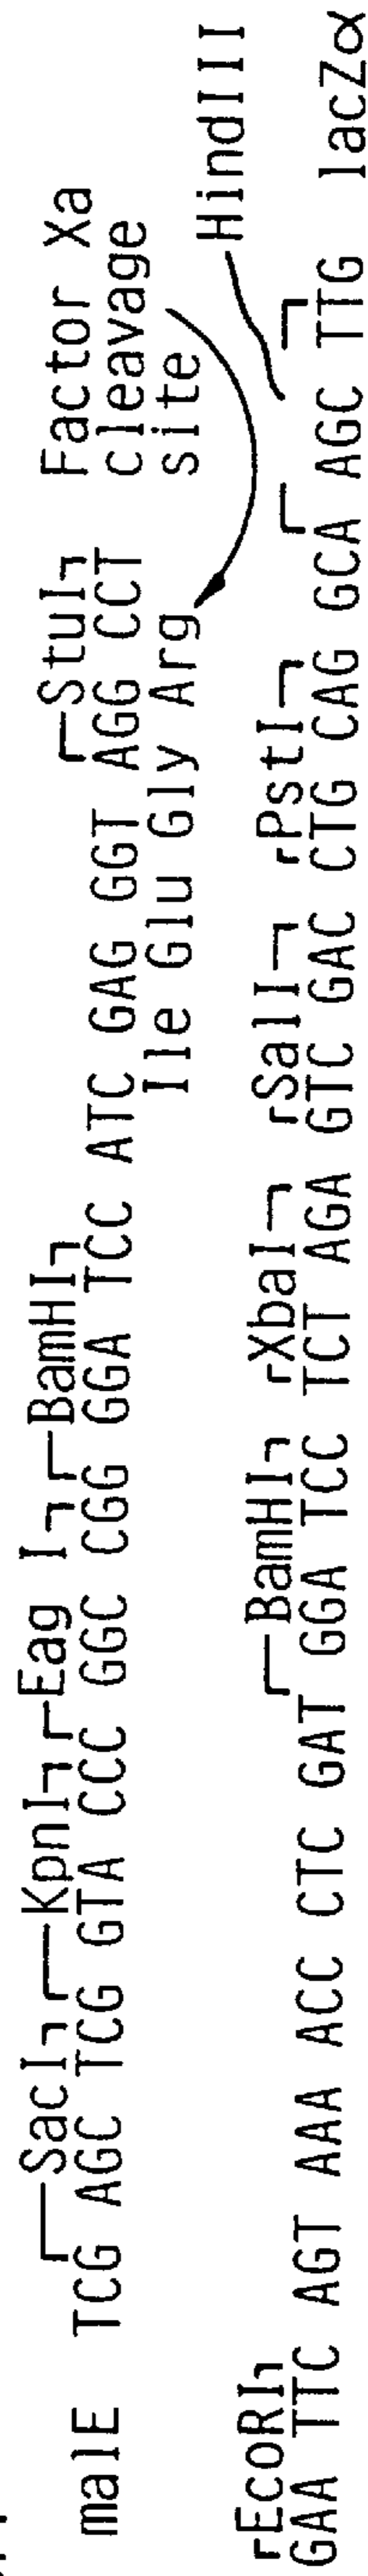 SacI KpnI Eag I BamHI StuI Factor Xa
malE TCG AGC TCG GTA CCC GGC CGG GGA TCC ATC GAG GGT AGG CCT cleavage
Ile Glu Gly Arg site
HindIII
EcoRI BamHI XbaI SalI PstI
GAA TTC AGT AAA ACC CTC GAT GGA TCC TCT AGA GTC GAC CTG CAG GCA AGC TTG lacZα